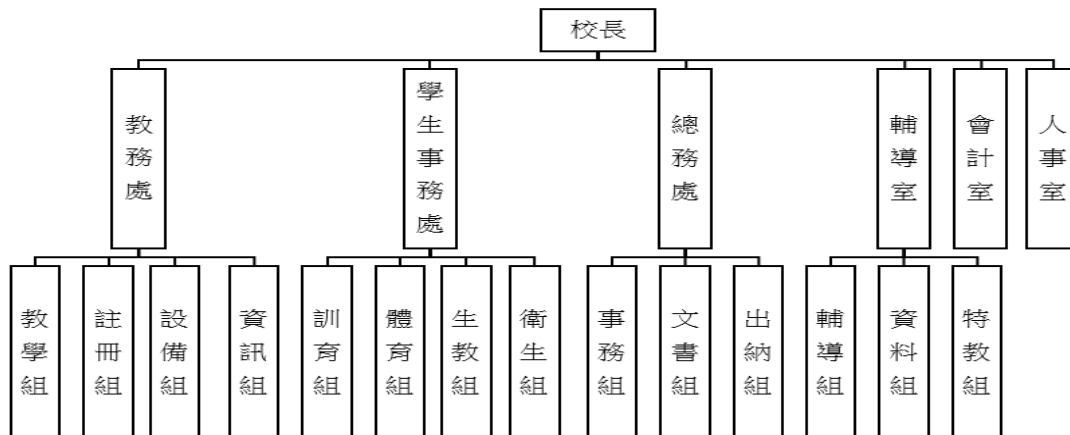 校長
教務處
學生事務處
總務處
輔導室
會計室
人事室
教學組
註冊組
設備組
資訊組
訓育組
體育組
生教組
衛生組
事務組
文書組
出納組
輔導組
資料組
特教組